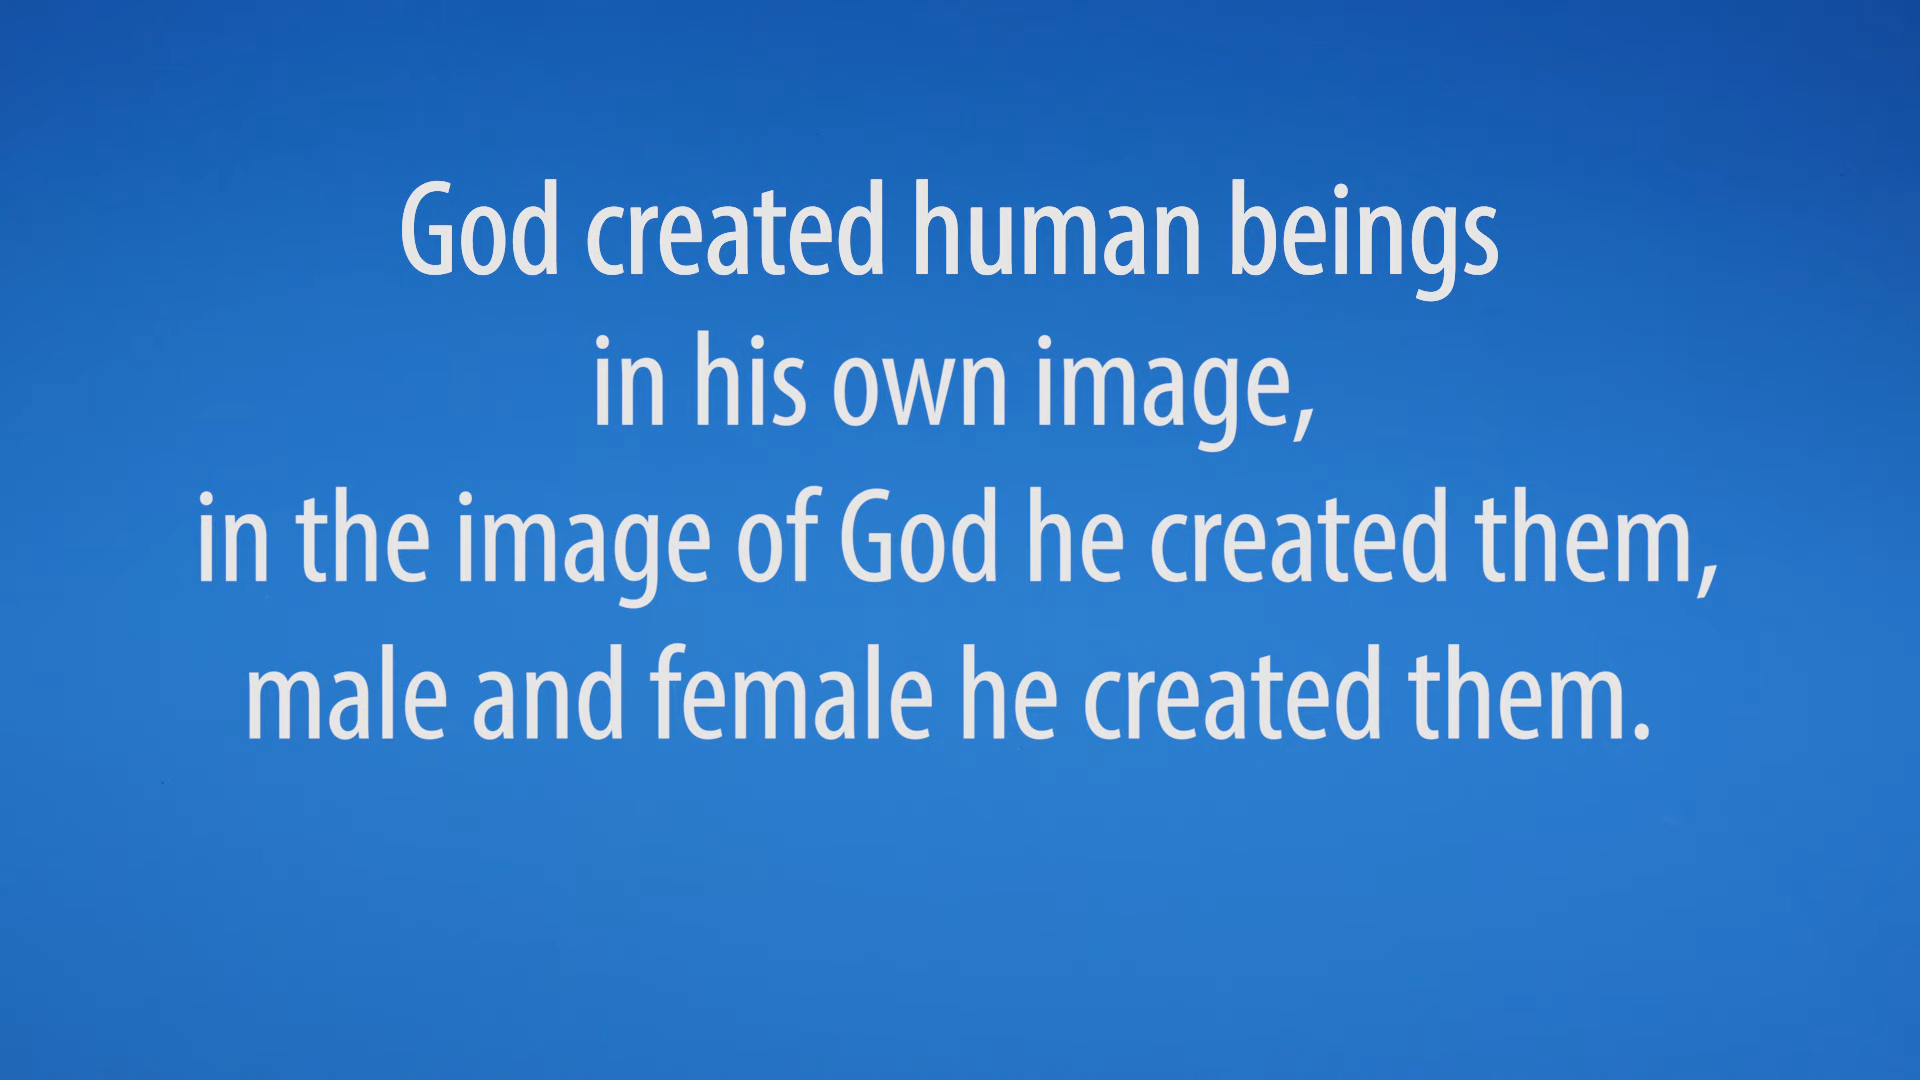 God created human beings
in his own image,
in the image of God he created them,
male and female he created them.